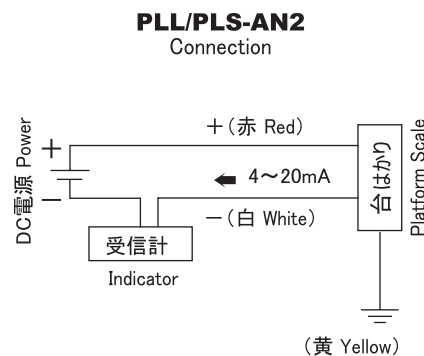 PLL/PLS-AN2
Connection
+(赤 Red)
DC電源 Power
+
−
4～20mA
−(白 White)
台はかり
Platform Scale
受信計
Indicator
(黄 Yellow)